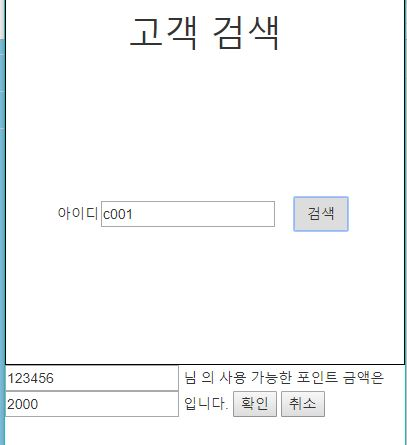 고객 검색
아이디 c001 검색
123456 님 의 사용 가능한 포인트 금액은
2000 입니다. 확인 취소